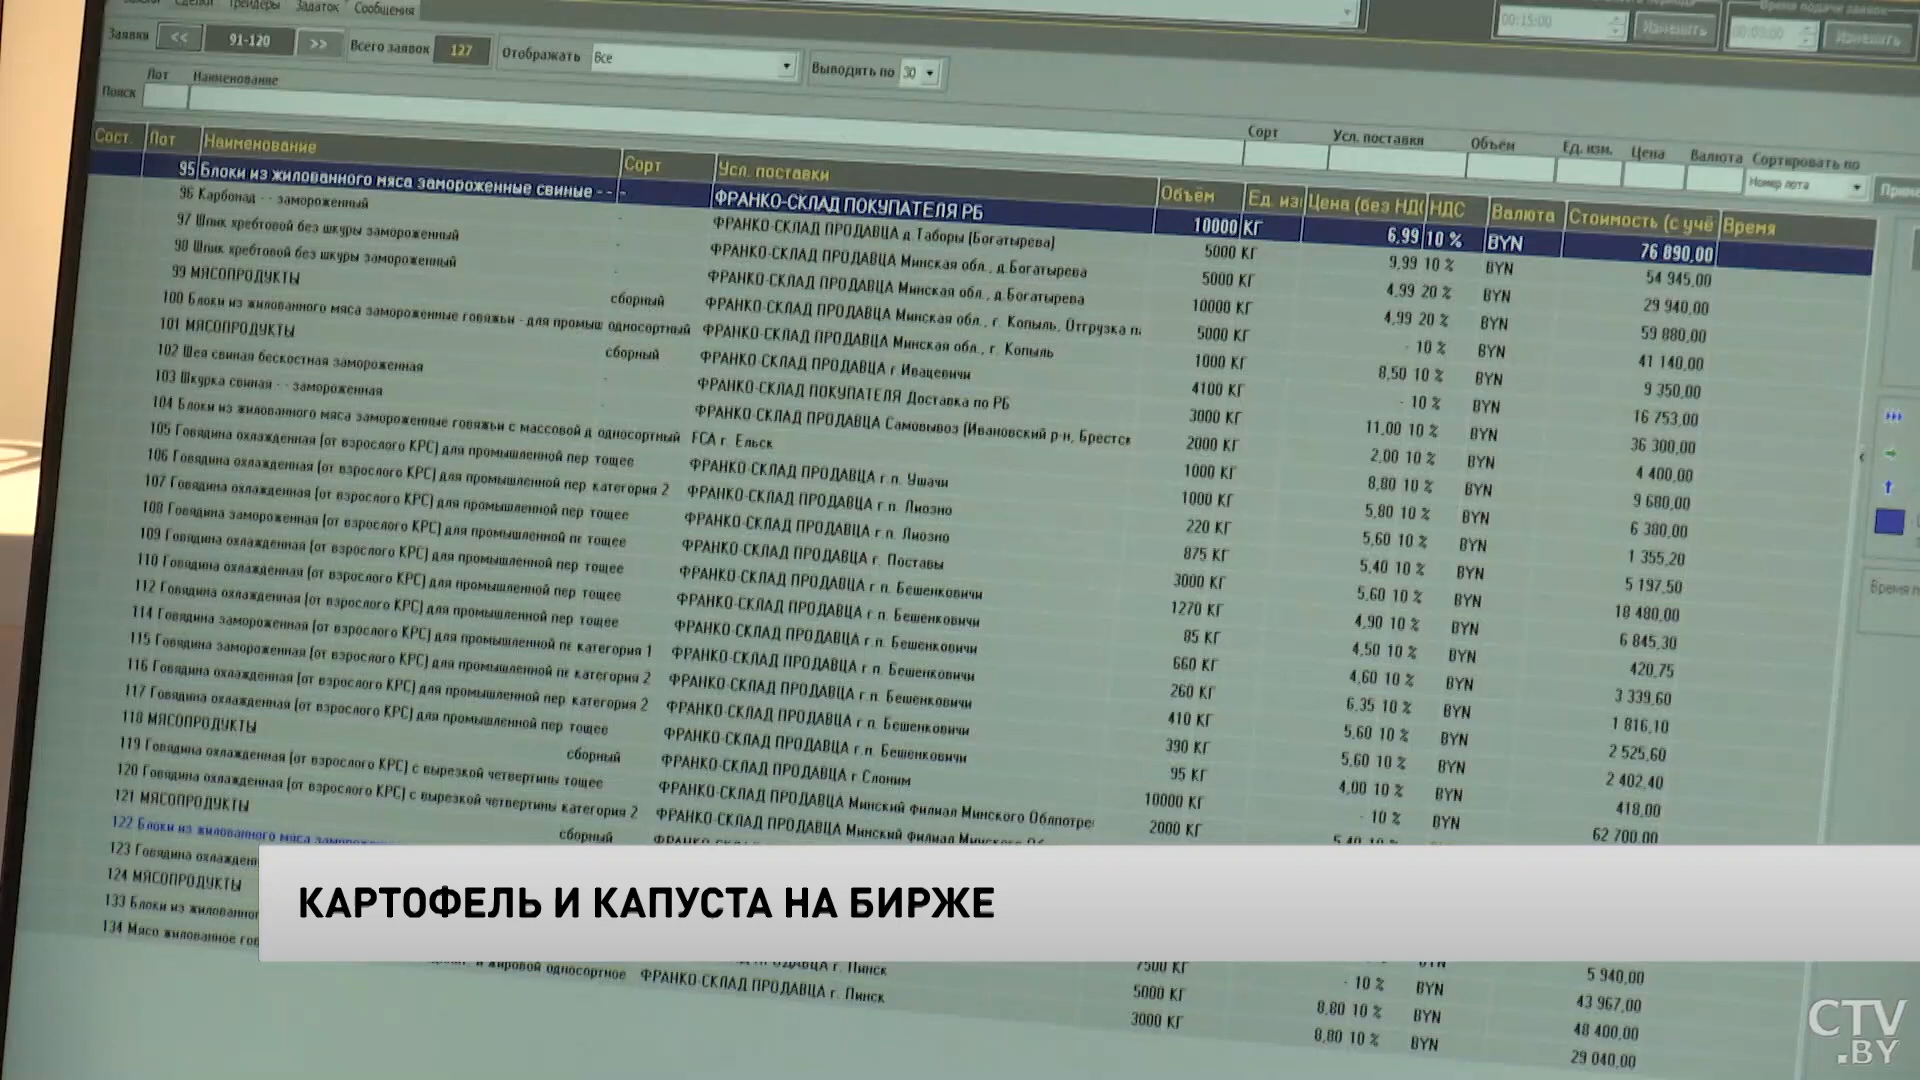 Сделки Трейдеры Задаток Сообщения
Заявки << 91-120 >> Всего заявок 127 Отображать Все Выводить по 30
00:15:00 Изменить 00:03:00 Изменить
Время подачи заявок
Лот Наименование Сорт Усл. поставки Объём Ед. изм. Цена Валюта Сортировать по
Поиск Номер лота
Сост. Лот Наименование Сорт Усл. поставки Объём Ед. из Цена (без НДС НДС Валюта Стоимость (с учё Время
95 Блоки из жилованного мяса замороженные свиные - - - ФРАНКО-СКЛАД ПОКУПАТЕЛЯ РБ 10000 КГ 6,99 10 % BYN 76 890,00
96 Карбонад - - замороженный - ФРАНКО-СКЛАД ПРОДАВЦА д Таборы (Богатырева) 5000 КГ 9,99 10 % BYN 54 945,00
97 Шпик хребтовой без шкуры замороженный - ФРАНКО-СКЛАД ПРОДАВЦА Минская обл., д.Богатырева 5000 КГ 4,99 20 % BYN 29 940,00
98 Шпик хребтовой без шкуры замороженный - ФРАНКО-СКЛАД ПРОДАВЦА Минская обл., д.Богатырева 10000 КГ 4,99 20 % BYN 59 880,00
99 МЯСОПРОДУКТЫ сборный ФРАНКО-СКЛАД ПРОДАВЦА Минская обл., г. Копыль, Отгрузка па 5000 КГ - 10 % BYN 41 140,00
100 Блоки из жилованного мяса замороженные говяжьи - для промыш односортный ФРАНКО-СКЛАД ПРОДАВЦА Минская обл., г. Копыль 1000 КГ 8,50 10 % BYN 9 350,00
101 МЯСОПРОДУКТЫ сборный ФРАНКО-СКЛАД ПРОДАВЦА г Ивацевичи 4100 КГ - 10 % BYN 16 753,00
102 Шея свиная бескостная замороженная - ФРАНКО-СКЛАД ПОКУПАТЕЛЯ Доставка по РБ 3000 КГ 11,00 10 % BYN 36 300,00
103 Шкурка свиная - - замороженная - ФРАНКО-СКЛАД ПРОДАВЦА Самовывоз (Ивановский р-н, Брестск 2000 КГ 2,00 10 % BYN 4 400,00
104 Блоки из жилованного мяса замороженные говяжьи с массовой д односортный FCA г. Ельск 1000 КГ 8,80 10 % BYN 9 680,00
105 Говядина охлажденная (от взрослого КРС) для промышленной пер тощее ФРАНКО-СКЛАД ПРОДАВЦА г.п. Ушачи 1000 КГ 5,80 10 % BYN 6 380,00
106 Говядина охлажденная (от взрослого КРС) для промышленной пер категория 2 ФРАНКО-СКЛАД ПРОДАВЦА г.п. Лиозно 220 КГ 5,60 10 % BYN 1 355,20
107 Говядина охлажденная (от взрослого КРС) для промышленной пер тощее ФРАНКО-СКЛАД ПРОДАВЦА г.п. Лиозно 875 КГ 5,40 10 % BYN 5 197,50
108 Говядина замороженная (от взрослого КРС) для промышленной пе тощее ФРАНКО-СКЛАД ПРОДАВЦА г. Поставы 3000 КГ 5,60 10 % BYN 18 480,00
109 Говядина охлажденная (от взрослого КРС) для промышленной пер тощее ФРАНКО-СКЛАД ПРОДАВЦА г.п. Бешенковичи 1270 КГ 4,90 10 % BYN 6 845,30
110 Говядина охлажденная (от взрослого КРС) для промышленной пер тощее ФРАНКО-СКЛАД ПРОДАВЦА г.п. Бешенковичи 85 КГ 4,50 10 % BYN 420,75
112 Говядина охлажденная (от взрослого КРС) для промышленной пер тощее ФРАНКО-СКЛАД ПРОДАВЦА г.п. Бешенковичи 660 КГ 4,60 10 % BYN 3 339,60
114 Говядина замороженная (от взрослого КРС) для промышленной пе категория 1 ФРАНКО-СКЛАД ПРОДАВЦА г.п. Бешенковичи 260 КГ 6,35 10 % BYN 1 816,10
115 Говядина замороженная (от взрослого КРС) для промышленной пе категория 2 ФРАНКО-СКЛАД ПРОДАВЦА г.п. Бешенковичи 410 КГ 5,60 10 % BYN 2 525,60
116 Говядина охлажденная (от взрослого КРС) для промышленной пер категория 2 ФРАНКО-СКЛАД ПРОДАВЦА г.п. Бешенковичи 390 КГ 5,60 10 % BYN 2 402,40
117 Говядина охлажденная (от взрослого КРС) для промышленной пер тощее ФРАНКО-СКЛАД ПРОДАВЦА г.п. Бешенковичи 95 КГ 4,00 10 % BYN 418,00
118 МЯСОПРОДУКТЫ сборный ФРАНКО-СКЛАД ПРОДАВЦА г Слоним 10000 КГ - 10 % BYN 62 700,00
119 Говядина охлажденная (от взрослого КРС) с вырезкой четвертины тощее ФРАНКО-СКЛАД ПРОДАВЦА Минский филиал Минского Облпотре 2000 КГ 5,40 10 %
120 Говядина охлажденная (от взрослого КРС) с вырезкой четвертины категория 2 ФРАНКО-СКЛАД ПРОДАВЦА Минский филиал Минского Об
121 МЯСОПРОДУКТЫ сборный ФРАНКО-СКЛАД ПРОДАВЦА
122 Блоки из жилованного мяса
123 Говядина охлажден
124 МЯСОПРОДУКТЫ
133 Блоки из жилованног
134 Мясо жилованное гов
КАРТОФЕЛЬ И КАПУСТА НА БИРЖЕ
г. Пинск 7500 КГ 5 940,00
и жировой односортное ФРАНКО-СКЛАД ПРОДАВЦА г. Пинск 5000 КГ - 10 % BYN 43 967,00
3000 КГ 8,80 10 % BYN 48 400,00
8,80 10 % BYN 29 040,00
CTV
.BY